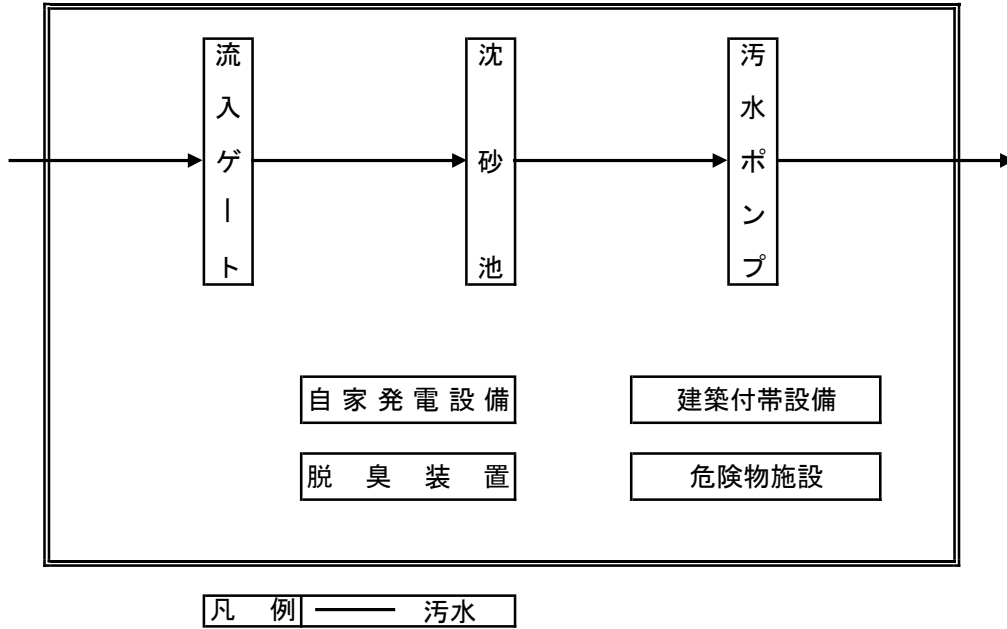 流入ゲート
沈砂池
汚水ポンプ
自家発電設備
建築付帯設備
脱臭装置
危険物施設
凡例 汚水